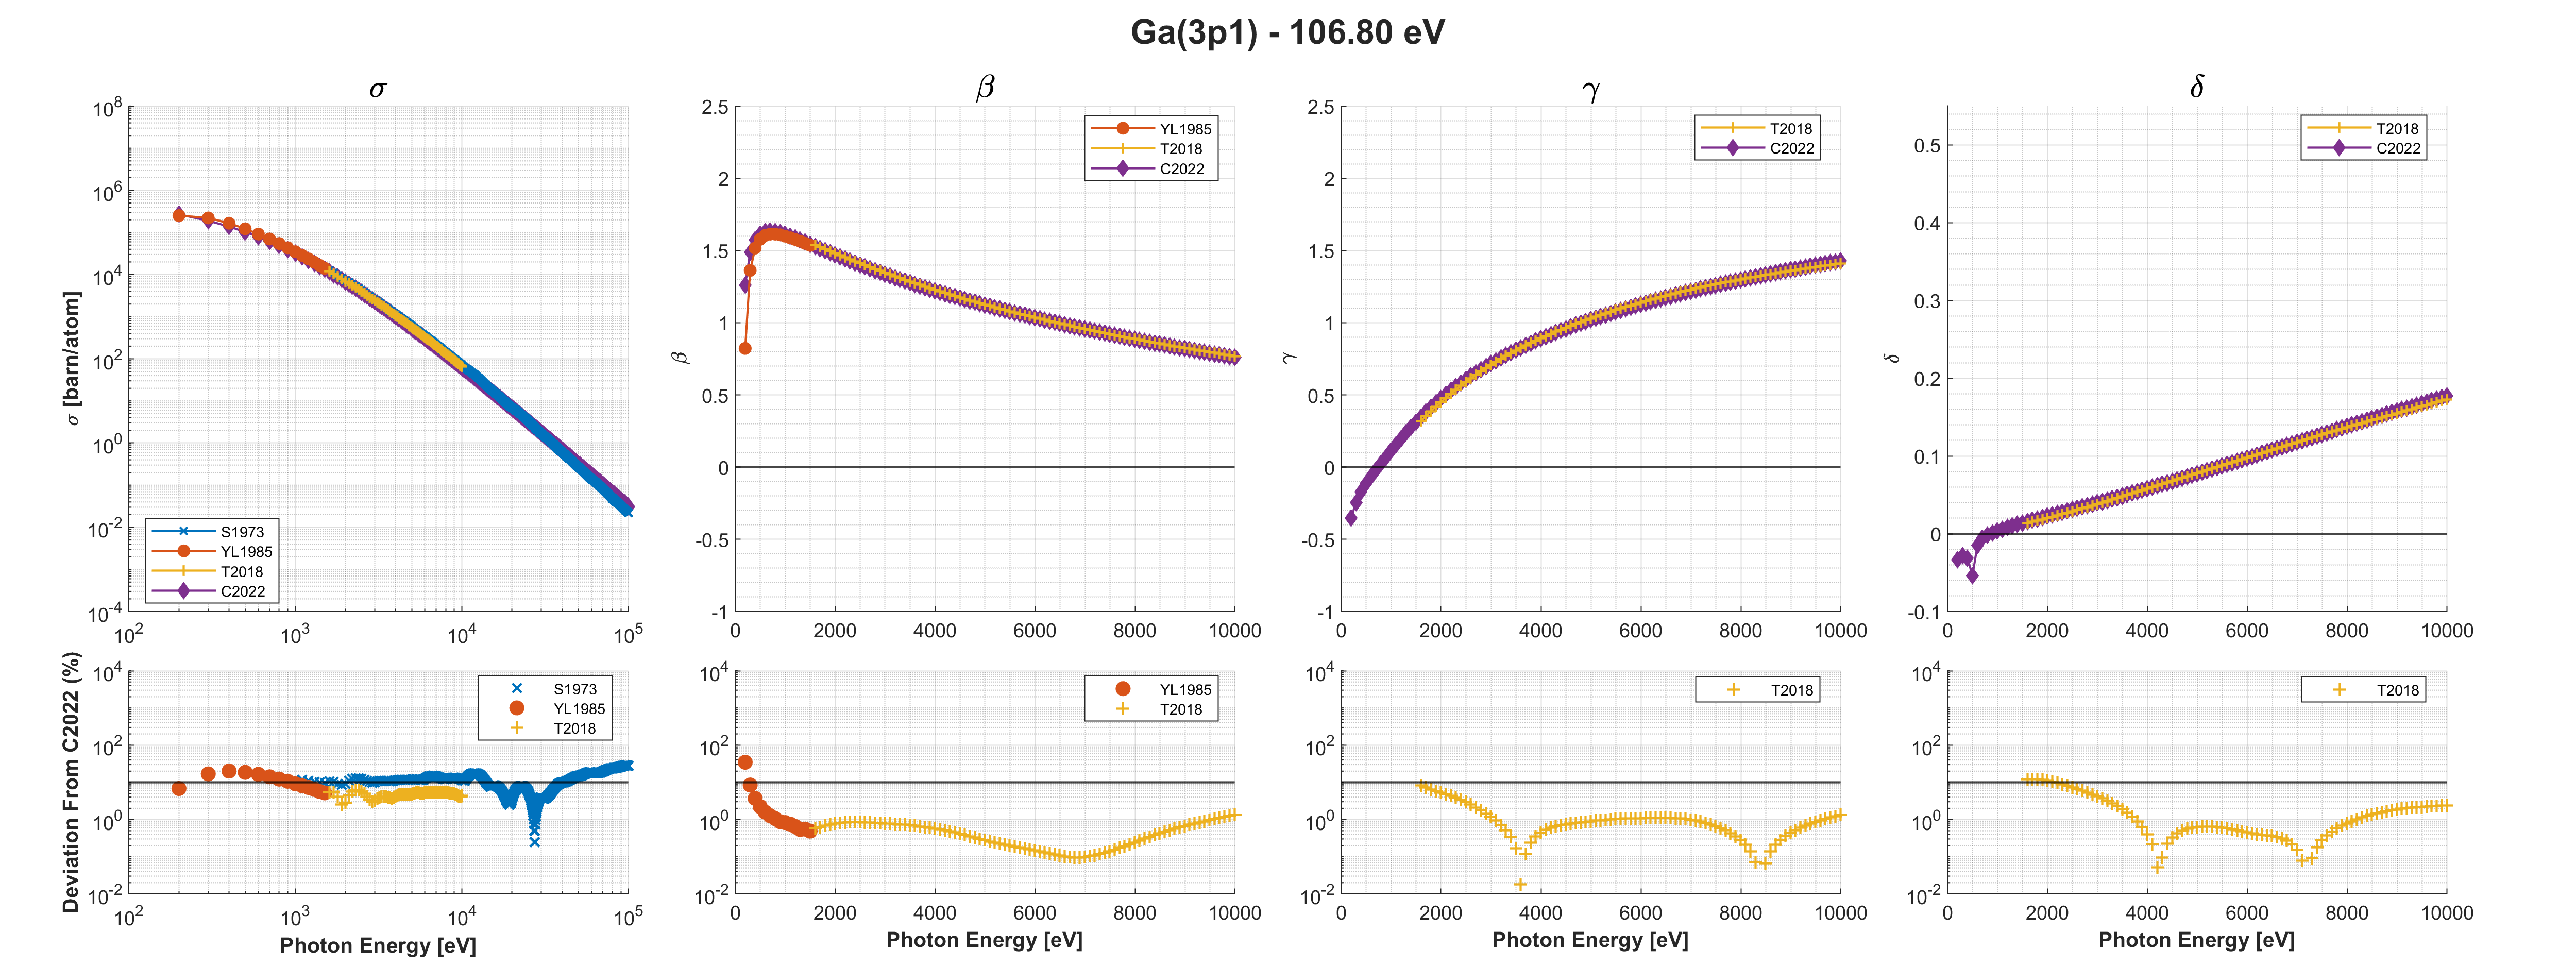 Ga(3p1) - 106.80 eV
σ
σ [barn/atom]
10^8
10^6
10^4
10^2
10^0
10^-2
10^-4
10^2
10^3
10^4
10^5
S1973
YL1985
T2018
C2022
β
β
2.5
2
1.5
1
0.5
0
-0.5
-1
0
2000
4000
6000
8000
10000
YL1985
T2018
C2022
γ
γ
2.5
2
1.5
1
0.5
0
-0.5
-1
0
2000
4000
6000
8000
10000
T2018
C2022
δ
δ
0.5
0.4
0.3
0.2
0.1
0
-0.1
0
2000
4000
6000
8000
10000
T2018
C2022
Deviation From C2022 (%)
10^4
10^2
10^0
10^-2
10^2
10^3
10^4
10^5
S1973
YL1985
T2018
Photon Energy [eV]
10^4
10^2
10^0
10^-2
0
2000
4000
6000
8000
10000
YL1985
T2018
Photon Energy [eV]
10^4
10^2
10^0
10^-2
0
2000
4000
6000
8000
10000
T2018
Photon Energy [eV]
10^4
10^2
10^0
10^-2
0
2000
4000
6000
8000
10000
T2018
Photon Energy [eV]